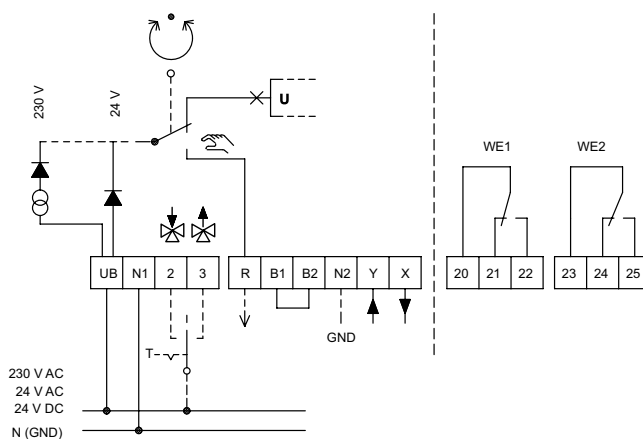 230 V
24 V
U
WE1
WE2
UB N1 2 3 R B1 B2 N2 Y X
20 21 22 23 24 25
GND
T
230 V AC
24 V AC
24 V DC
N (GND)